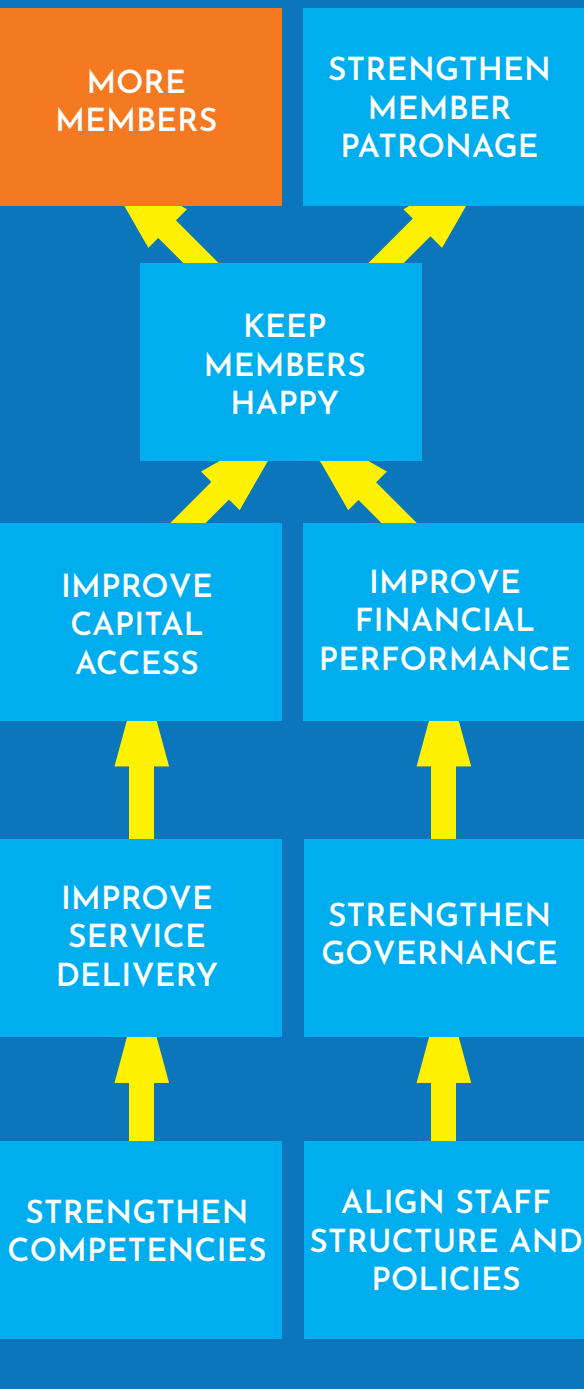 MORE
MEMBERS
STRENGTHEN
MEMBER
PATRONAGE
KEEP
MEMBERS
HAPPY
IMPROVE
CAPITAL
ACCESS
IMPROVE
FINANCIAL
PERFORMANCE
IMPROVE
SERVICE
DELIVERY
STRENGTHEN
GOVERNANCE
STRENGTHEN
COMPETENCIES
ALIGN STAFF
STRUCTURE AND
POLICIES